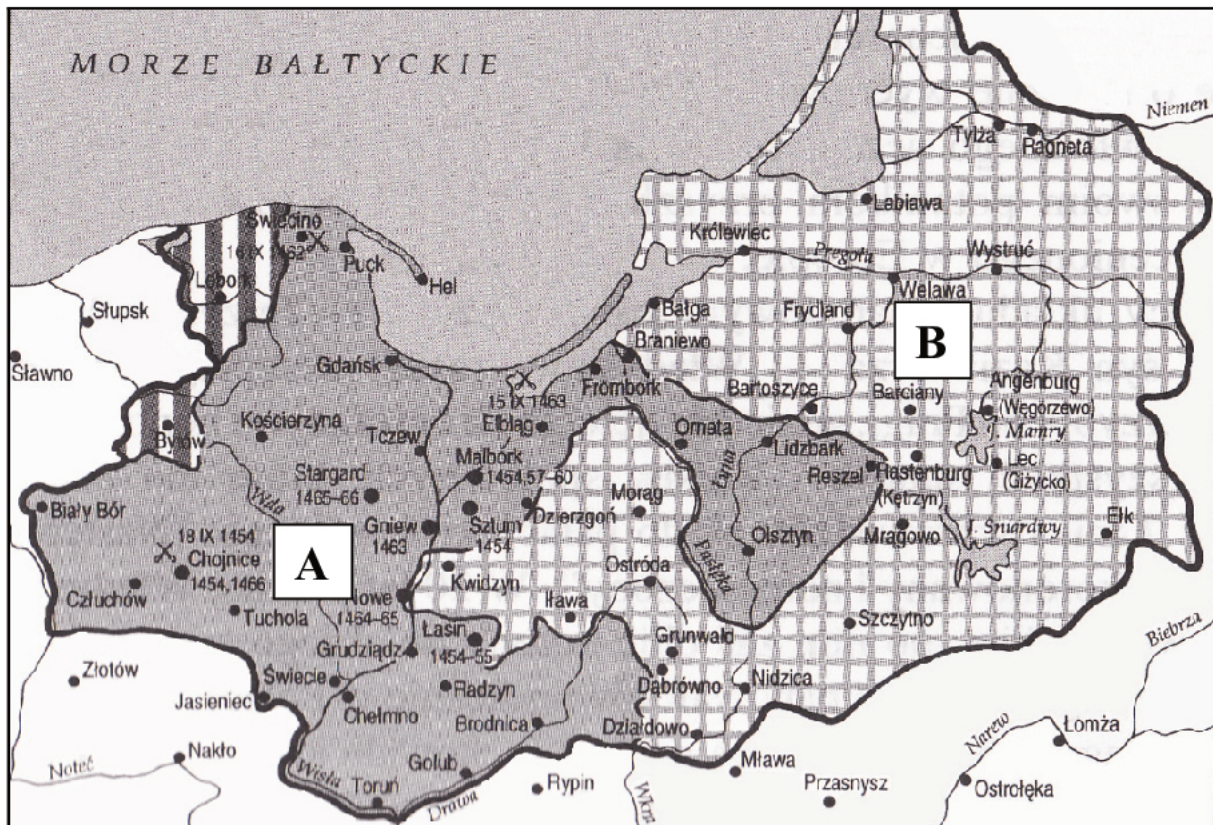 MORZE BAŁTYCKIE
Niemen
Tylża
Ragneta
Labiawa
Święcino
16 IX 1462
Puck
Hel
Lębork
Słupsk
Sławno
Królewiec
Pregoła
Wystruć
Welawa
Bałga
Frydland
Braniewo
B
Gdańsk
Frombork
15 IX 1463
Bartoszyce
Barciany
Angenburg
(Węgorzewo)
J. Mamry
Bytów
Kościerzyna
Tczew
Elbląg
Orneta
Lidzbark
Łyna
Reszel
Rastenburg
(Kętrzyn)
Lec
(Giżycko)
Malbork
1454,57–60
Stargard
1465–66
Wda
Biały Bór
Gniew
1463
Sztum
1454
Dzierzgoń
Morąg
Pasłęka
Olsztyn
Mrągowo
J. Śniardwy
Ełk
18 IX 1454
Chojnice
1454,1466
A
Człuchów
Tuchola
Nowe
1464–65
Kwidzyn
Ostróda
Iława
Szczytno
Biebrza
Łasin
1454–55
Grudziądz
Grunwald
Dąbrówno
Nidzica
Złotów
Jasieniec
Świecie
Chełmno
Radzyn
Brodnica
Działdowo
Nakło
Noteć
Wisła
Toruń
Golub
Drawa
Rypin
Wkra
Mława
Przasnysz
Narew
Łomża
Ostrołęka